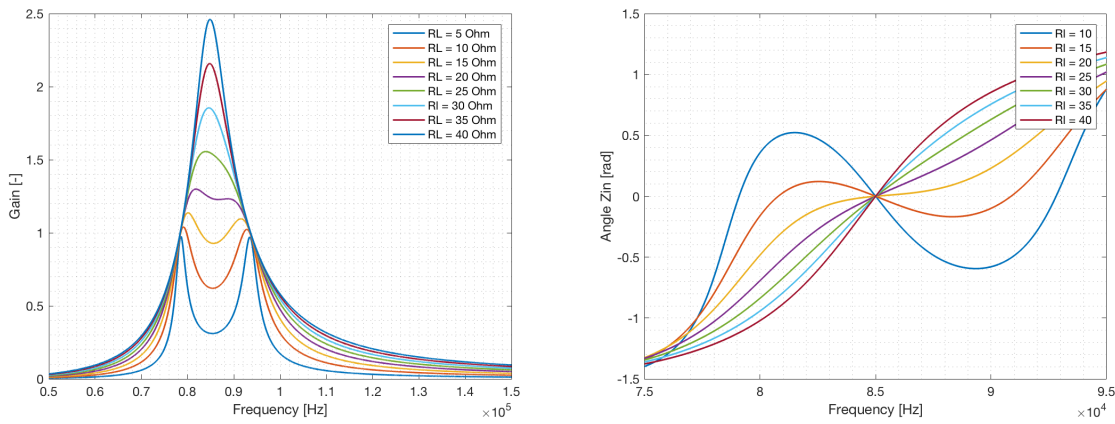 2.5
2
1.5
1
0.5
0
Gain [-]
0.5 0.6 0.7 0.8 0.9 1 1.1 1.2 1.3 1.4 1.5
Frequency [Hz]
×10^5
RL = 5 Ohm
RL = 10 Ohm
RL = 15 Ohm
RL = 20 Ohm
RL = 25 Ohm
Rl = 30 Ohm
RL = 35 Ohm
RL = 40 Ohm
1.5
1
0.5
0
-0.5
-1
-1.5
Angle Zin [rad]
7.5 8 8.5 9 9.5
Frequency [Hz]
×10^4
Rl = 10
Rl = 15
Rl = 20
Rl = 25
Rl = 30
Rl = 35
Rl = 40